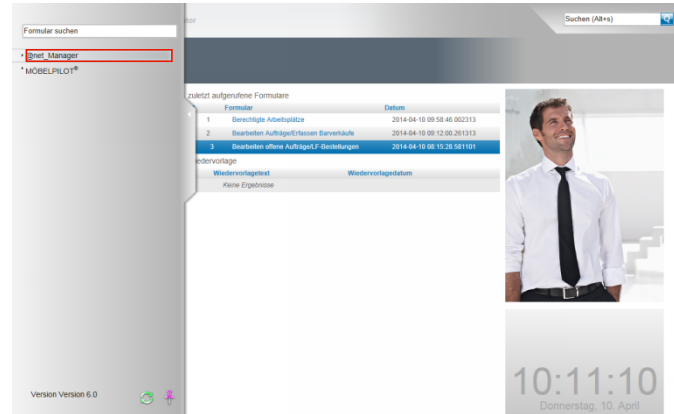 tor
Suchen (Alt+s)
Formular suchen
@net_Manager
MÖBELPILOT®
zuletzt aufgerufene Formulare
Formular Datum
1 Berechtigte Arbeitsplätze 2014-04-10 09:58:46.002313
2 Bearbeiten Aufträge/Erfassen Barverkäufe 2014-04-10 09:12:00.261313
3 Bearbeiten offene Aufträge/LF-Bestellungen 2014-04-10 08:15:28.581101
iedervorlage
Wiedervorlagetext Wiedervorlagedatum
Keine Ergebnisse
Version Version 6.0
10:11:10
Donnerstag, 10. April